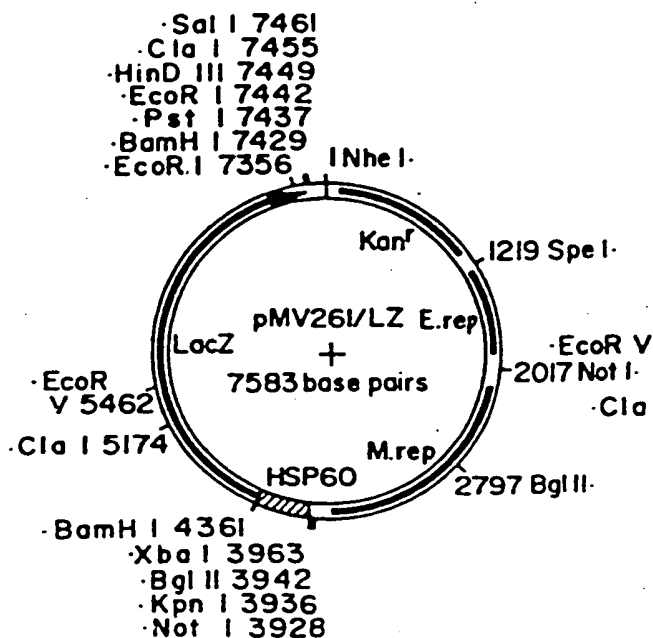 ·Sal I 7461
·Cla I 7455
·HinD III 7449
·EcoR I 7442
·Pst I 7437
·BamH I 7429
·EcoR.I 7356
1 Nhe I·
Kanʳ
1219 Spe I·
pMV261/LZ E.rep
LacZ
·EcoR V
2017 Not I·
7583 base pairs
·EcoR
V 5462
·Cla
·Cla I 5174
M.rep
HSP60
2797 Bgl II·
·BamH I 4361
·Xba I 3963
·Bgl II 3942
·Kpn I 3936
·Not I 3928